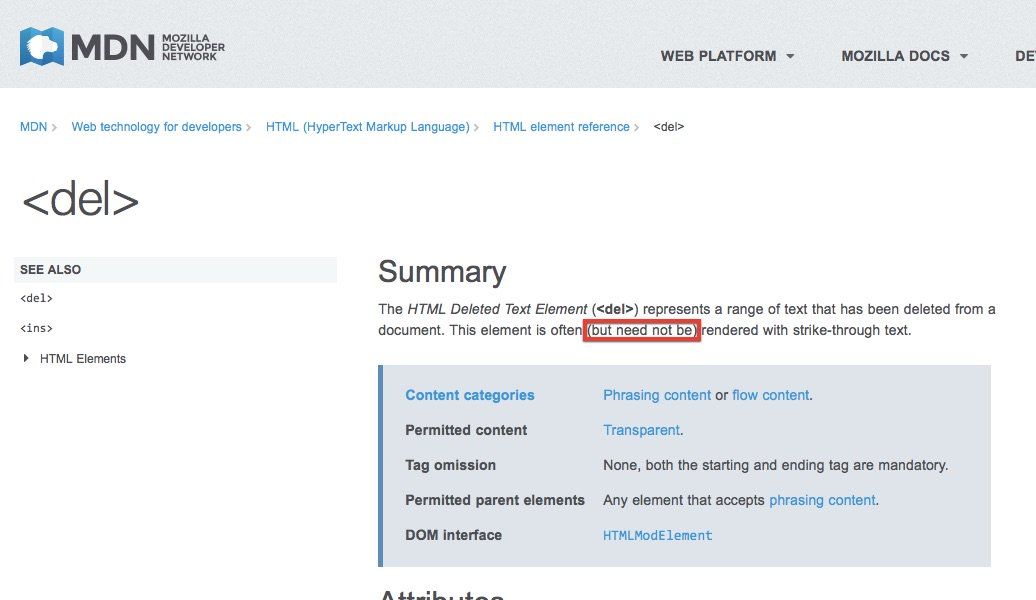 MDN MOZILLA
DEVELOPER
NETWORK
WEB PLATFORM
MOZILLA DOCS
MDN > Web technology for developers > HTML (HyperText Markup Language) > HTML element reference > <del>
<del>
SEE ALSO
<del>
<ins>
HTML Elements
Summary
The HTML Deleted Text Element (<del>) represents a range of text that has been deleted from a
document. This element is often (but need not be) rendered with strike-through text.
Content categories Phrasing content or flow content.
Permitted content Transparent.
Tag omission None, both the starting and ending tag are mandatory.
Permitted parent elements Any element that accepts phrasing content.
DOM interface HTMLModElement
Attributes